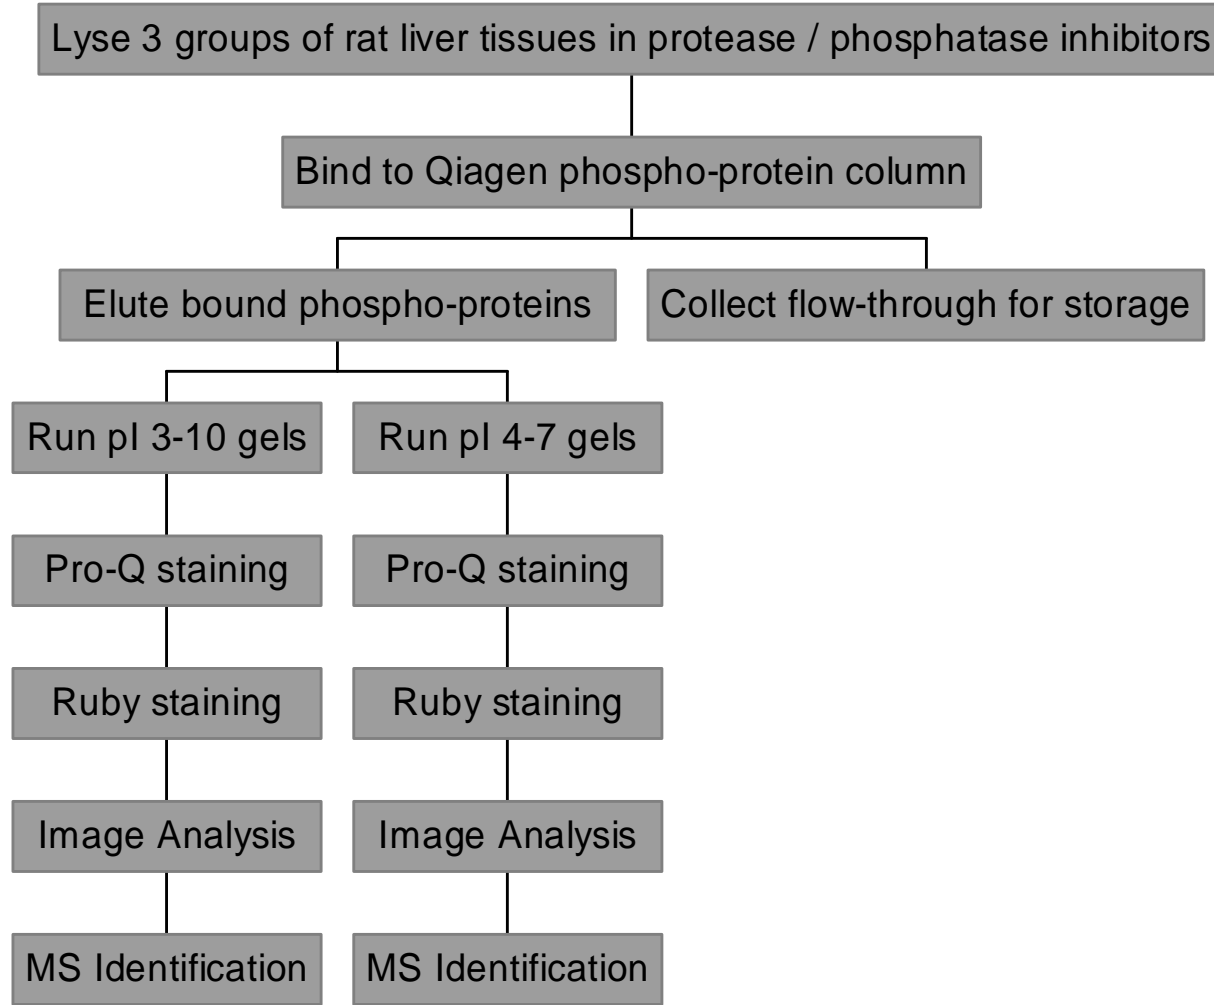 Lyse 3 groups of rat liver tissues in protease / phosphatase inhibitors
Bind to Qiagen phospho-protein column
Elute bound phospho-proteins
Collect flow-through for storage
Run pI 3-10 gels
Run pI 4-7 gels
Pro-Q staining
Pro-Q staining
Ruby staining
Ruby staining
Image Analysis
Image Analysis
MS Identification
MS Identification